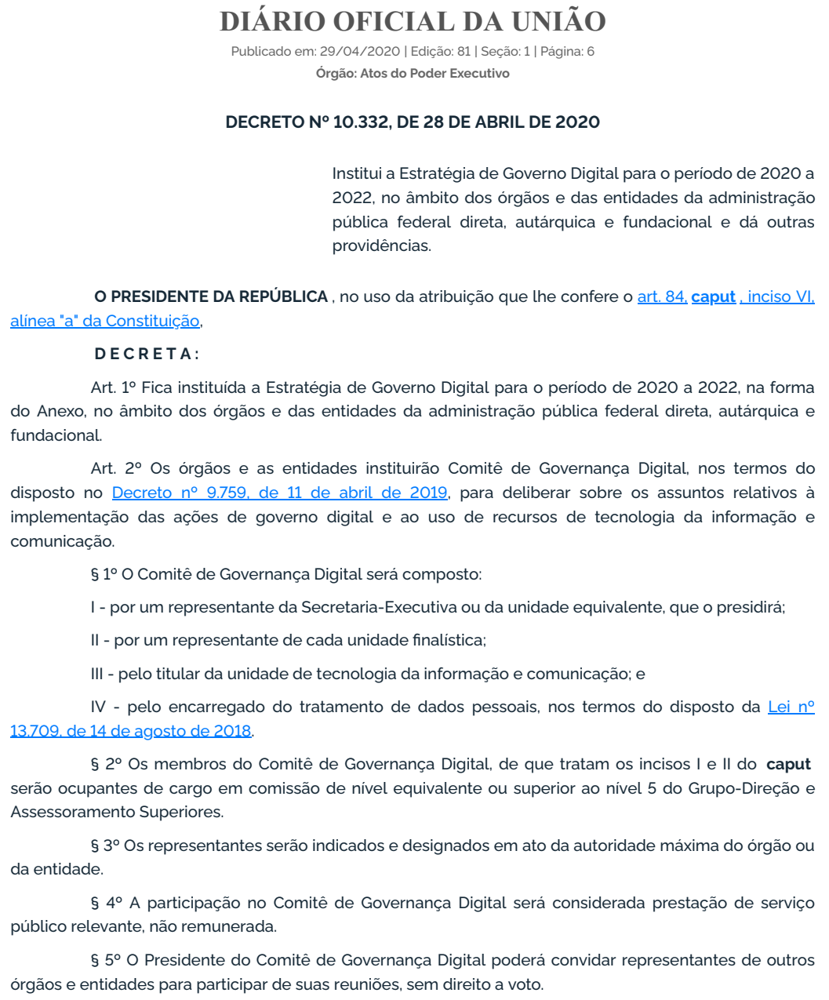 DIÁRIO OFICIAL DA UNIÃO
Publicado em: 29/04/2020 | Edição: 81 | Seção: 1 | Página: 6
Órgão: Atos do Poder Executivo
DECRETO Nº 10.332, DE 28 DE ABRIL DE 2020
Institui a Estratégia de Governo Digital para o período de 2020 a
2022, no âmbito dos órgãos e das entidades da administração
pública federal direta, autárquica e fundacional e dá outras
providências.
O PRESIDENTE DA REPÚBLICA , no uso da atribuição que lhe confere o art. 84, caput , inciso VI,
alínea "a" da Constituição,
D E C R E T A :
Art. 1º Fica instituída a Estratégia de Governo Digital para o período de 2020 a 2022, na forma
do Anexo, no âmbito dos órgãos e das entidades da administração pública federal direta, autárquica e
fundacional.
Art. 2º Os órgãos e as entidades instituirão Comitê de Governança Digital, nos termos do
disposto no Decreto nº 9.759, de 11 de abril de 2019, para deliberar sobre os assuntos relativos à
implementação das ações de governo digital e ao uso de recursos de tecnologia da informação e
comunicação.
§ 1º O Comitê de Governança Digital será composto:
I - por um representante da Secretaria-Executiva ou da unidade equivalente, que o presidirá;
II - por um representante de cada unidade finalística;
III - pelo titular da unidade de tecnologia da informação e comunicação; e
IV - pelo encarregado do tratamento de dados pessoais, nos termos do disposto da Lei nº
13.709, de 14 de agosto de 2018.
§ 2º Os membros do Comitê de Governança Digital, de que tratam os incisos I e II do caput
serão ocupantes de cargo em comissão de nível equivalente ou superior ao nível 5 do Grupo-Direção e
Assessoramento Superiores.
§ 3º Os representantes serão indicados e designados em ato da autoridade máxima do órgão ou
da entidade.
§ 4º A participação no Comitê de Governança Digital será considerada prestação de serviço
público relevante, não remunerada.
§ 5º O Presidente do Comitê de Governança Digital poderá convidar representantes de outros
órgãos e entidades para participar de suas reuniões, sem direito a voto.